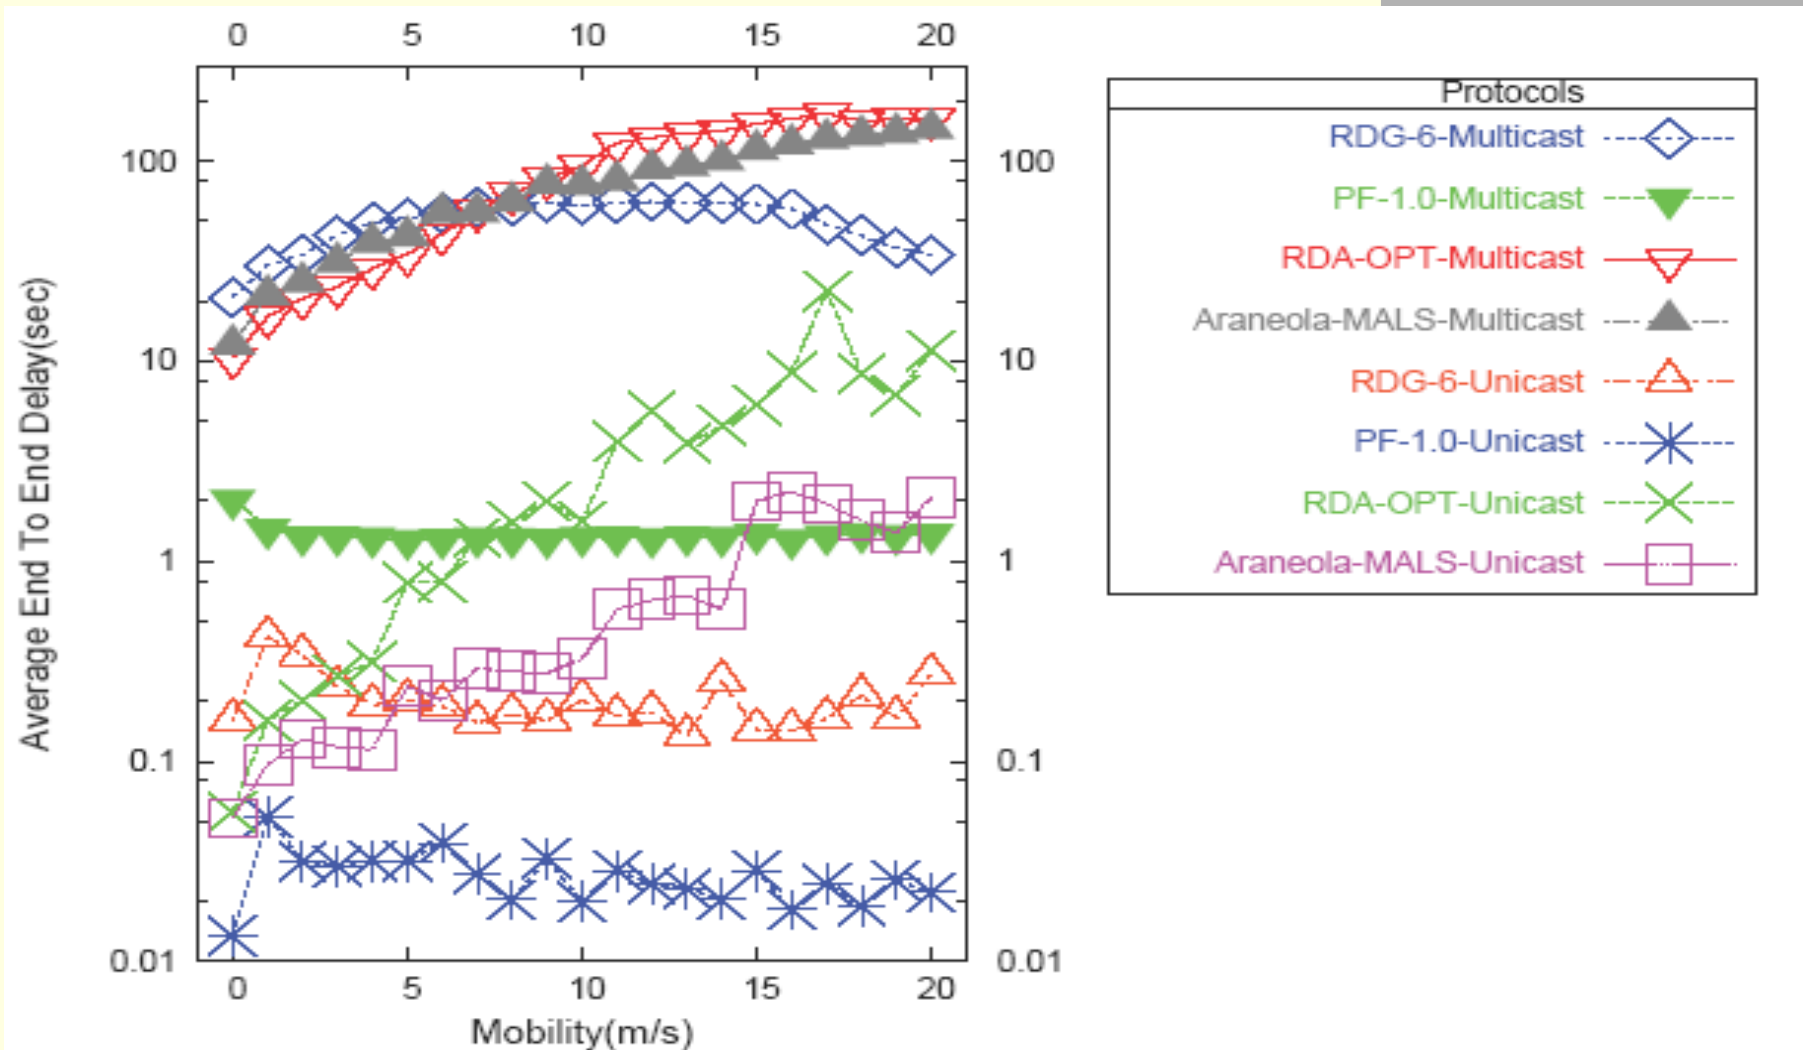 0 5 10 15 20
Protocols
RDG-6-Multicast
PF-1.0-Multicast
RDA-OPT-Multicast
Araneola-MALS-Multicast
RDG-6-Unicast
PF-1.0-Unicast
RDA-OPT-Unicast
Araneola-MALS-Unicast
Average End To End Delay(sec)
100 100
10 10
1 1
0.1 0.1
0.01 0.01
0 5 10 15 20
Mobility(m/s)